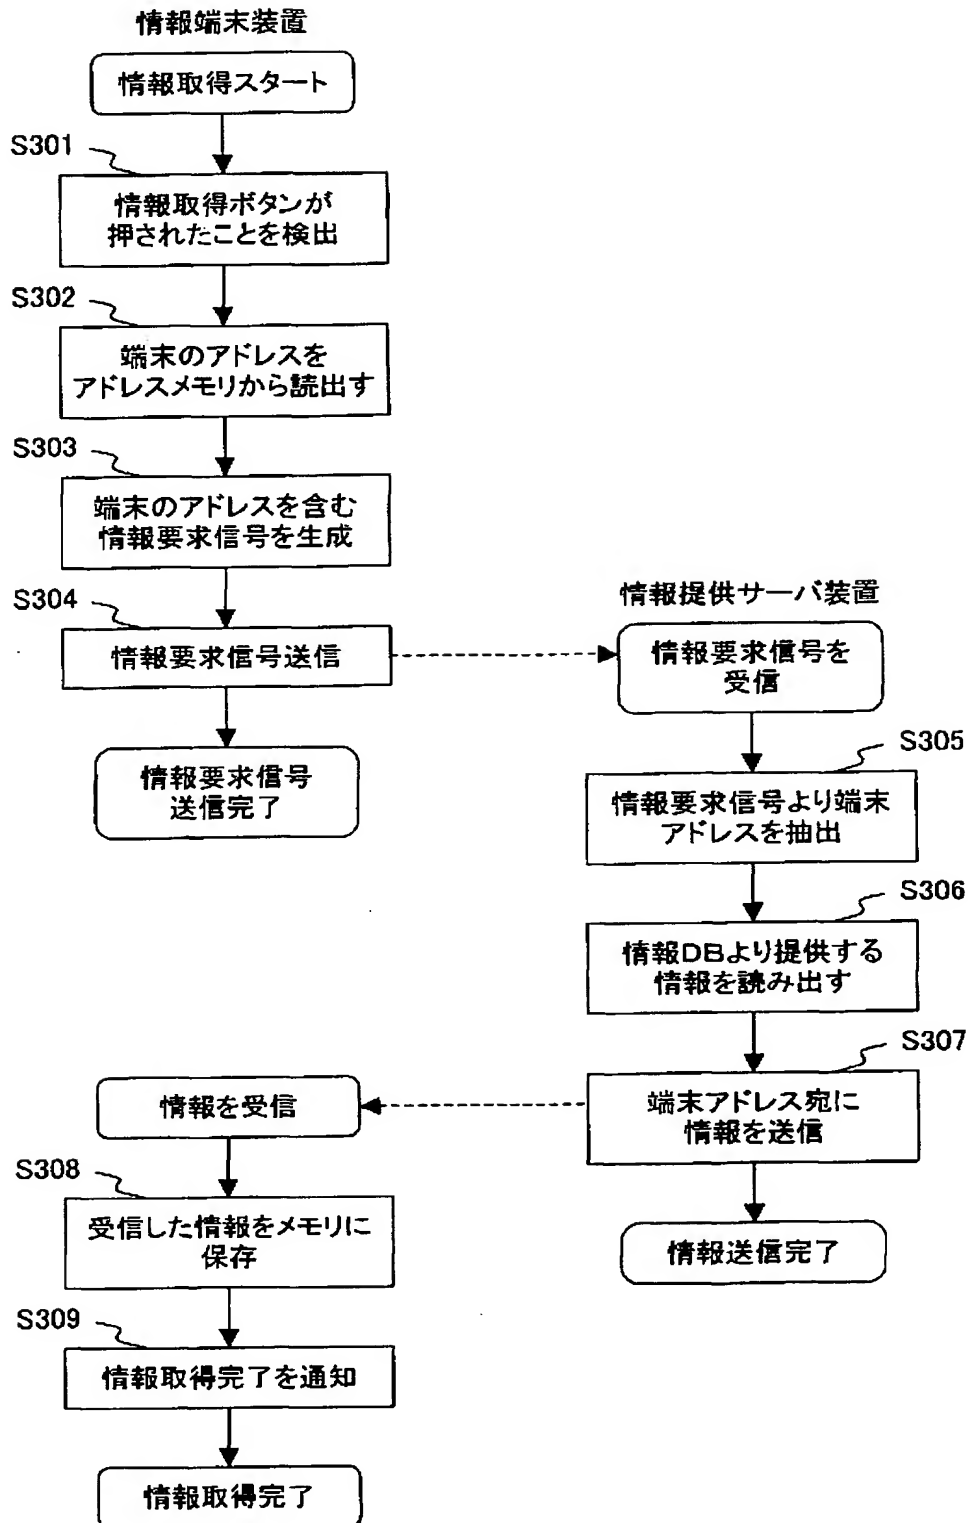 情報端末装置
情報取得スタート
S301
情報取得ボタンが
押されたことを検出
S302
端末のアドレスを
アドレスメモリから読出す
S303
端末のアドレスを含む
情報要求信号を生成
S304
情報要求信号送信
情報要求信号
送信完了
情報提供サーバ装置
情報要求信号を
受信
S305
情報要求信号より端末
アドレスを抽出
S306
情報DBより提供する
情報を読み出す
S307
端末アドレス宛に
情報を送信
情報送信完了
情報を受信
S308
受信した情報をメモリに
保存
S309
情報取得完了を通知
情報取得完了